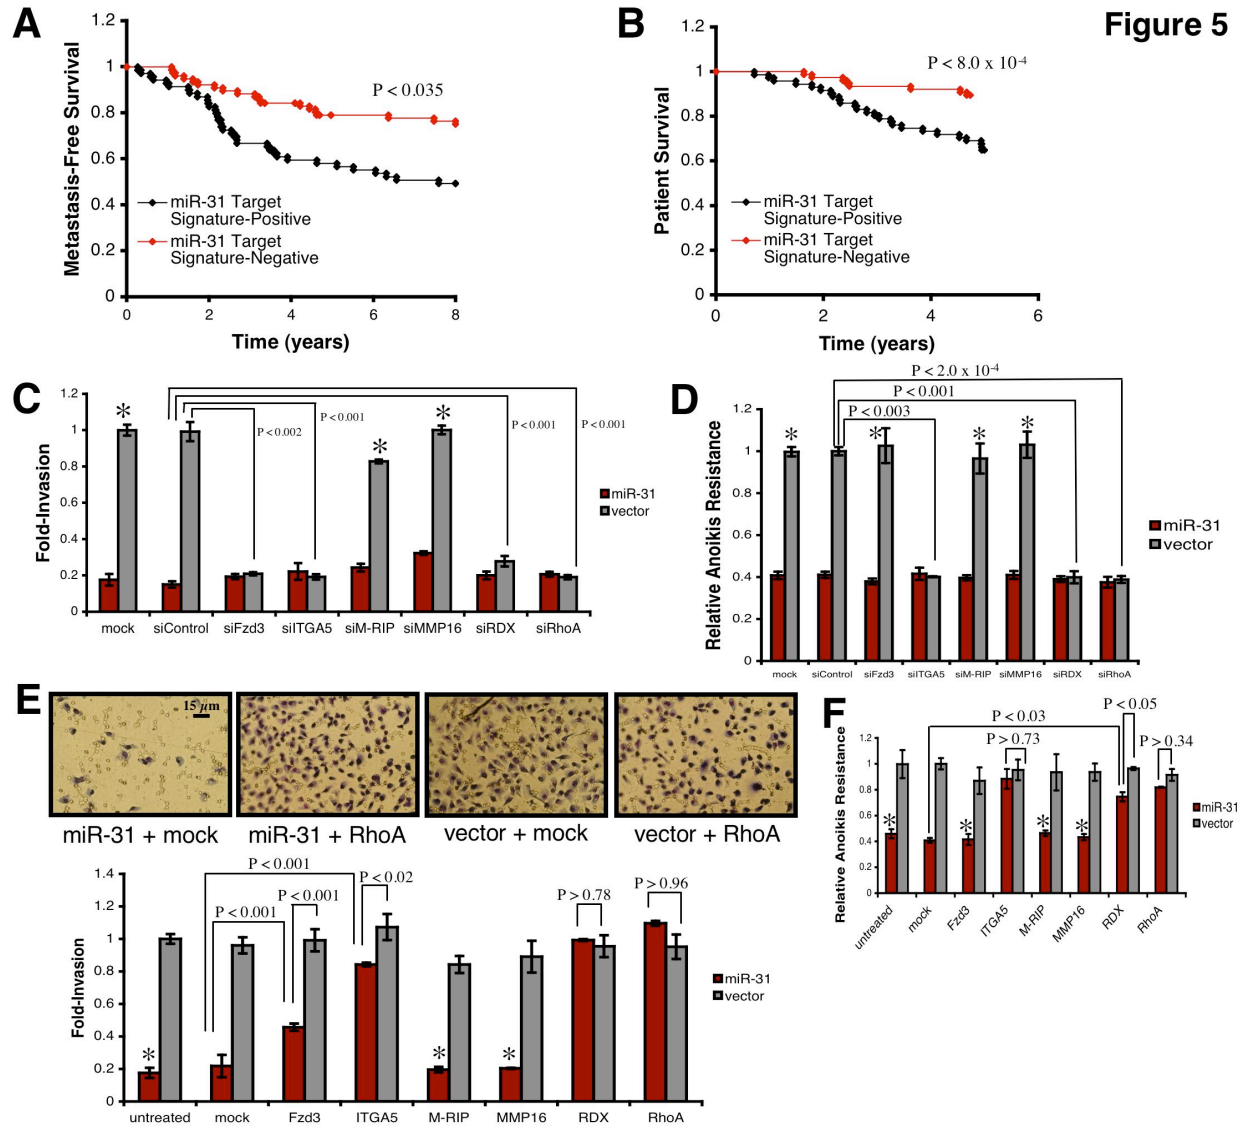 Figure 5
A
1.2
1
0.8
0.6
0.4
0.2
0
Metastasis-Free Survival
P < 0.035
miR-31 Target
Signature-Positive
miR-31 Target
Signature-Negative
0 2 4 6 8
Time (years)
B
1.2
1
0.8
0.6
0.4
0.2
0
Patient Survival
P < 8.0 x 10-4
miR-31 Target
Signature-Positive
miR-31 Target
Signature-Negative
0 2 4 6
Time (years)
C
1.2
1
0.8
0.6
0.4
0.2
0
Fold-Invasion
* * *
P < 0.002
P < 0.001
P < 0.001
P < 0.001
miR-31
vector
mock siControl siFzd3 siITGA5 siM-RIP siMMP16 siRDX siRhoA
D
1.2
1
0.8
0.6
0.4
0.2
0
Relative Anoikis Resistance
P < 2.0 x 10-4
P < 0.001
P < 0.003
* * * *
miR-31
vector
mock siControl siFzd3 siITGA5 siM-RIP siMMP16 siRDX siRhoA
E
15 µm
miR-31 + mock miR-31 + RhoA vector + mock vector + RhoA
1.4
1.2
1
0.8
0.6
0.4
0.2
0
Fold-Invasion
P < 0.001
P < 0.001
P < 0.001
P < 0.02
P > 0.78
P > 0.96
* * *
miR-31
vector
untreated mock Fzd3 ITGA5 M-RIP MMP16 RDX RhoA
F
1.2
1
0.8
0.6
0.4
0.2
0
Relative Anoikis Resistance
P < 0.03
P > 0.73
P < 0.05
P > 0.34
* * * *
miR-31
vector
untreated mock Fzd3 ITGA5 M-RIP MMP16 RDX RhoA